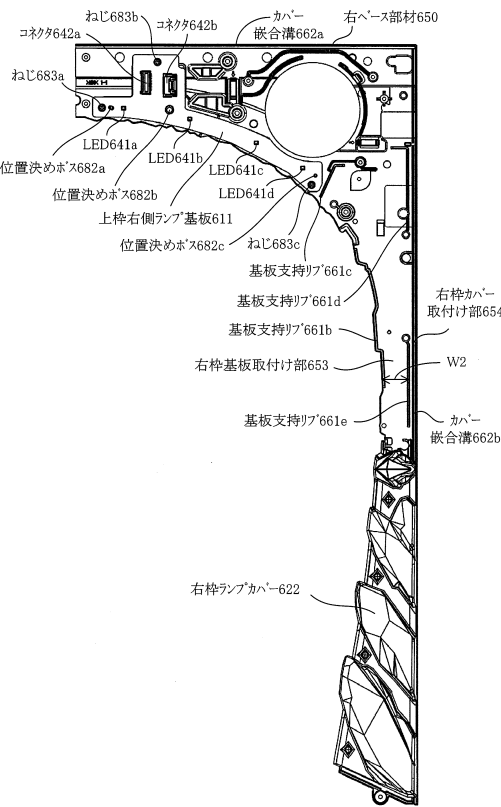 ねじ683b
コネクタ642b
コネクタ642a
カバー
嵌合溝662a
右ベース部材650
ねじ683a
LED641a
位置決めボス682a
LED641b
位置決めボス682b
LED641c
LED641d
上枠右側ランプ基板611
位置決めボス682c
ねじ683c
基板支持リブ661c
基板支持リブ661d
右枠カバー
取付け部654
基板支持リブ661b
右枠基板取付け部653
W2
基板支持リブ661e
カバー
嵌合溝662b
右枠ランプカバー622